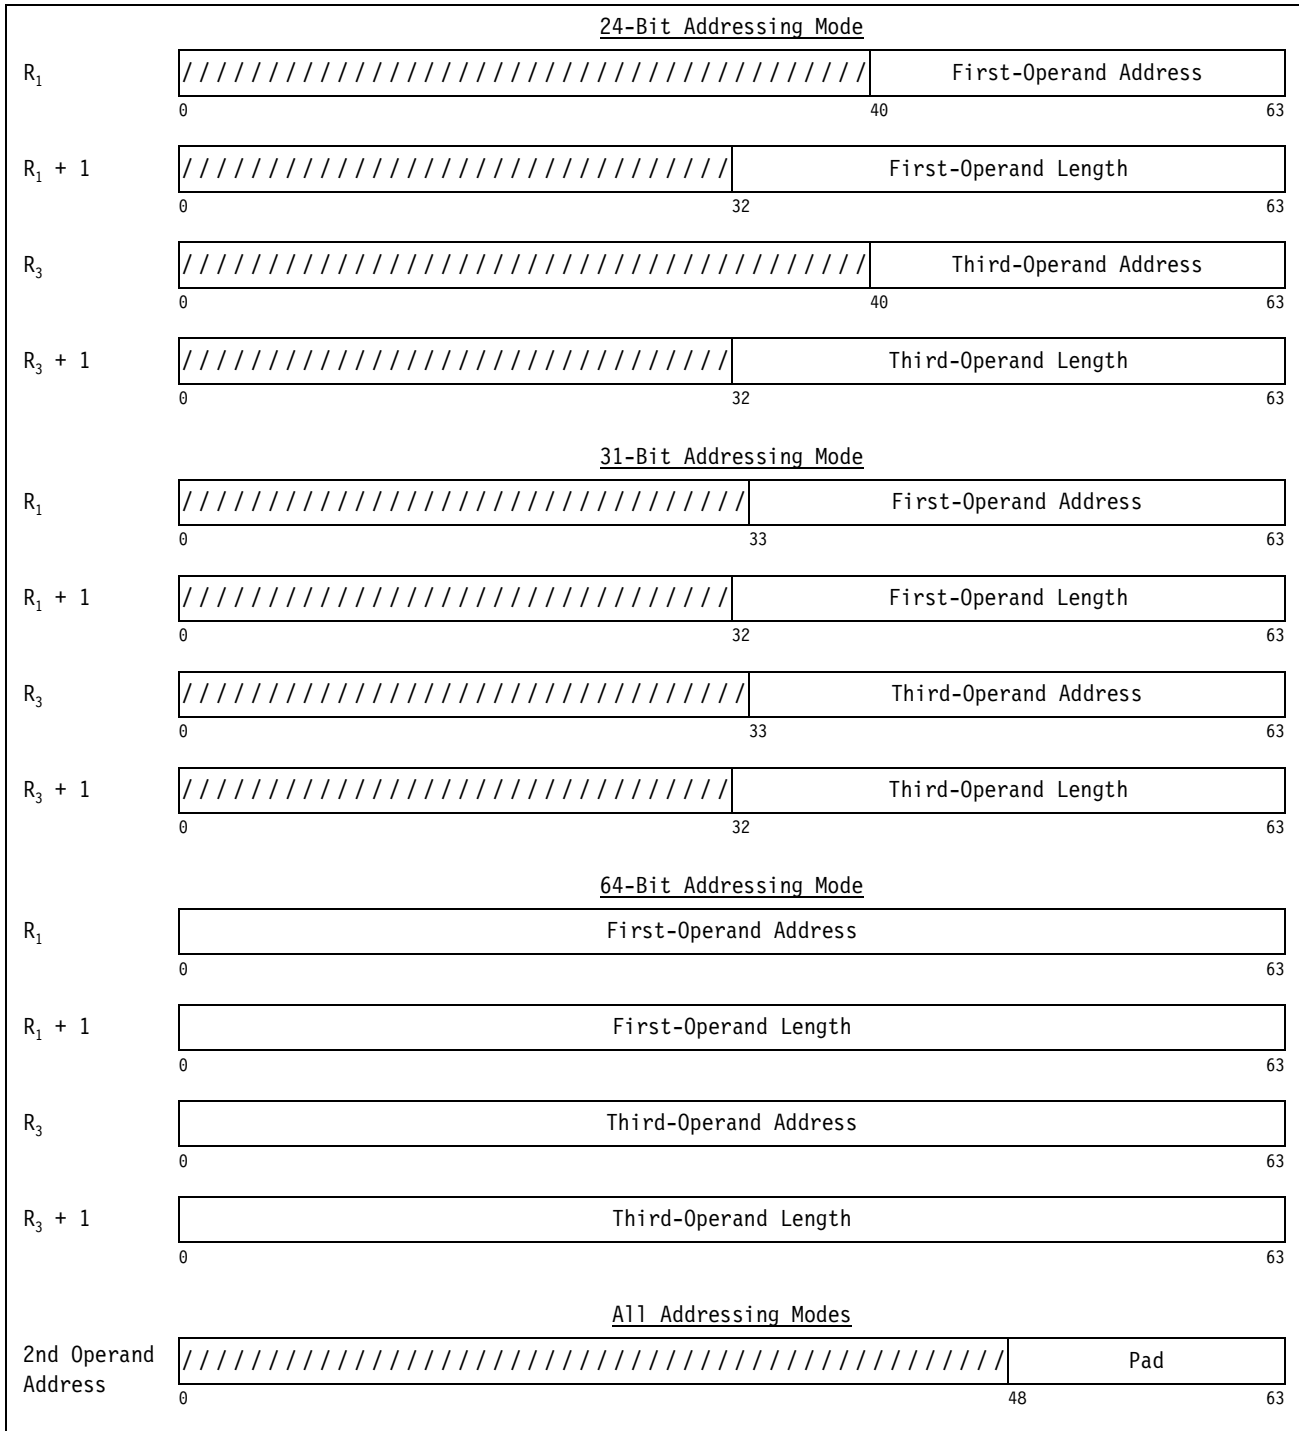 24-Bit Addressing Mode
R₁ //////////////////////////////////////// First-Operand Address
0 40 63
R₁ + 1 //////////////////////////////// First-Operand Length
0 32 63
R₃ //////////////////////////////////////// Third-Operand Address
0 40 63
R₃ + 1 //////////////////////////////// Third-Operand Length
0 32 63
31-Bit Addressing Mode
R₁ ///////////////////////////////// First-Operand Address
0 33 63
R₁ + 1 //////////////////////////////// First-Operand Length
0 32 63
R₃ ///////////////////////////////// Third-Operand Address
0 33 63
R₃ + 1 //////////////////////////////// Third-Operand Length
0 32 63
64-Bit Addressing Mode
R₁ First-Operand Address
0 63
R₁ + 1 First-Operand Length
0 63
R₃ Third-Operand Address
0 63
R₃ + 1 Third-Operand Length
0 63
All Addressing Modes
2nd Operand //////////////////////////////////////////////// Pad
Address
0 48 63